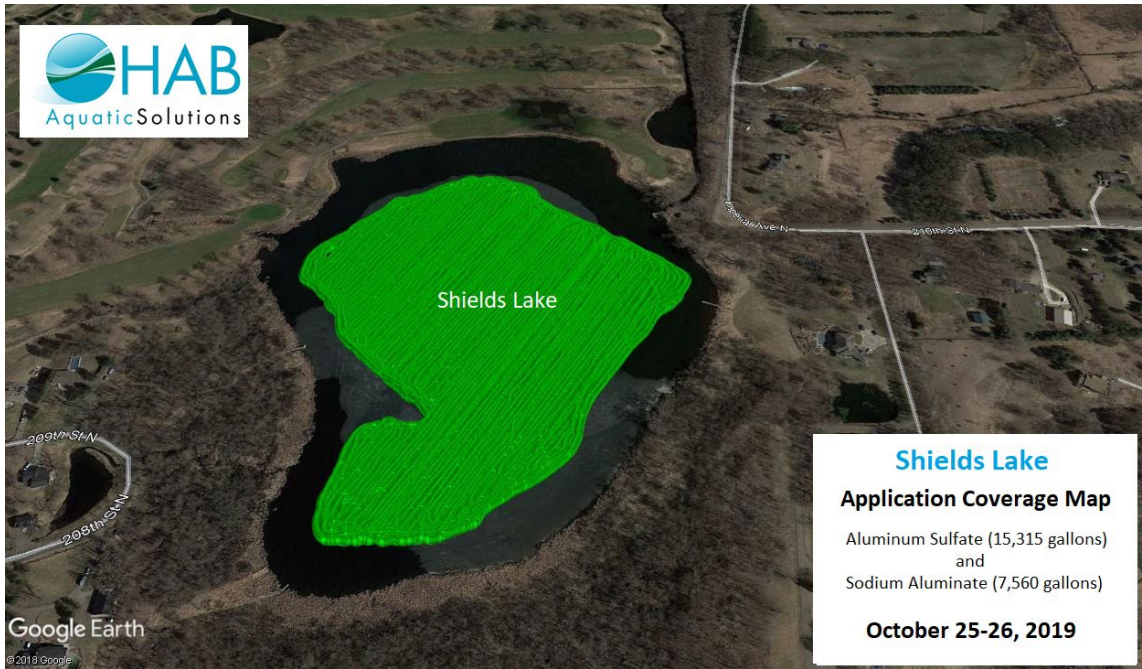 HAB
AquaticSolutions
Shields Lake
210th St N
209th St N
208th St N
Shields Lake
Application Coverage Map
Aluminum Sulfate (15,315 gallons)
and
Sodium Aluminate (7,560 gallons)
October 25-26, 2019
Google Earth
©2018 Google